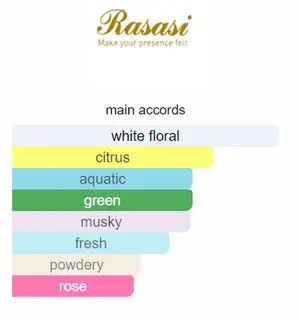 Rasasi
Make your presence felt
main accords
white floral
citrus
aquatic
green
musky
fresh
powdery
rose